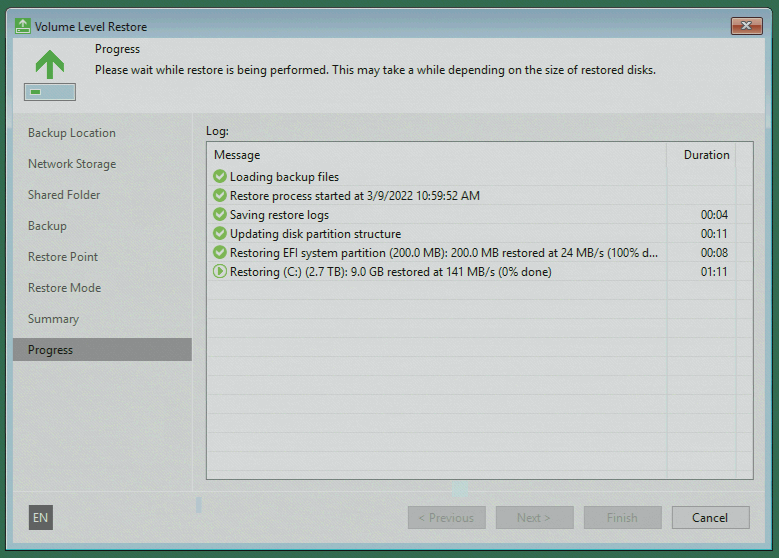 Volume Level Restore
Progress
Please wait while restore is being performed. This may take a while depending on the size of restored disks.
Backup Location
Network Storage
Shared Folder
Backup
Restore Point
Restore Mode
Summary
Progress
Log:
Message Duration
Loading backup files
Restore process started at 3/9/2022 10:59:52 AM
Saving restore logs 00:04
Updating disk partition structure 00:11
Restoring EFI system partition (200.0 MB): 200.0 MB restored at 24 MB/s (100% d... 00:08
Restoring (C:) (2.7 TB): 9.0 GB restored at 141 MB/s (0% done) 01:11
EN
< Previous
Next >
Finish
Cancel